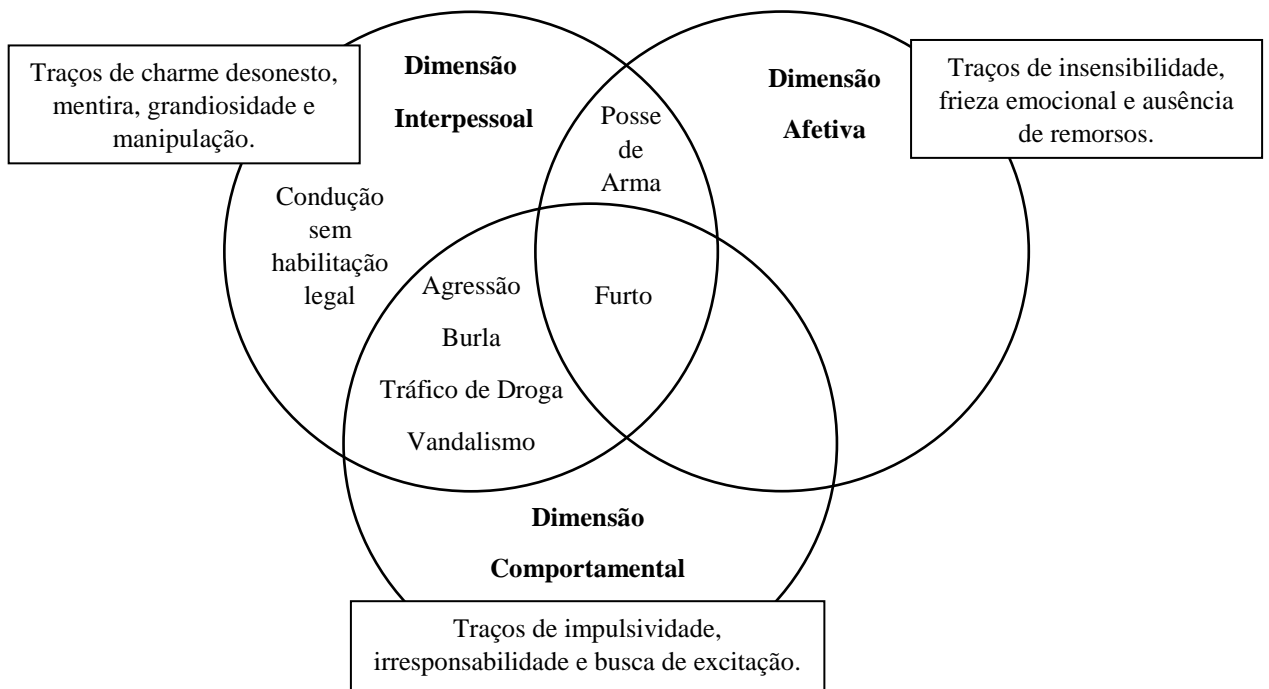 Traços de charme desonesto,
mentira, grandiosidade e
manipulação.
Dimensão
Interpessoal
Dimensão
Afetiva
Traços de insensibilidade,
frieza emocional e ausência
de remorsos.
Posse
de
Arma
Condução
sem
habilitação
legal
Agressão
Burla
Tráfico de Droga
Vandalismo
Furto
Dimensão
Comportamental
Traços de impulsividade,
irresponsabilidade e busca de excitação.